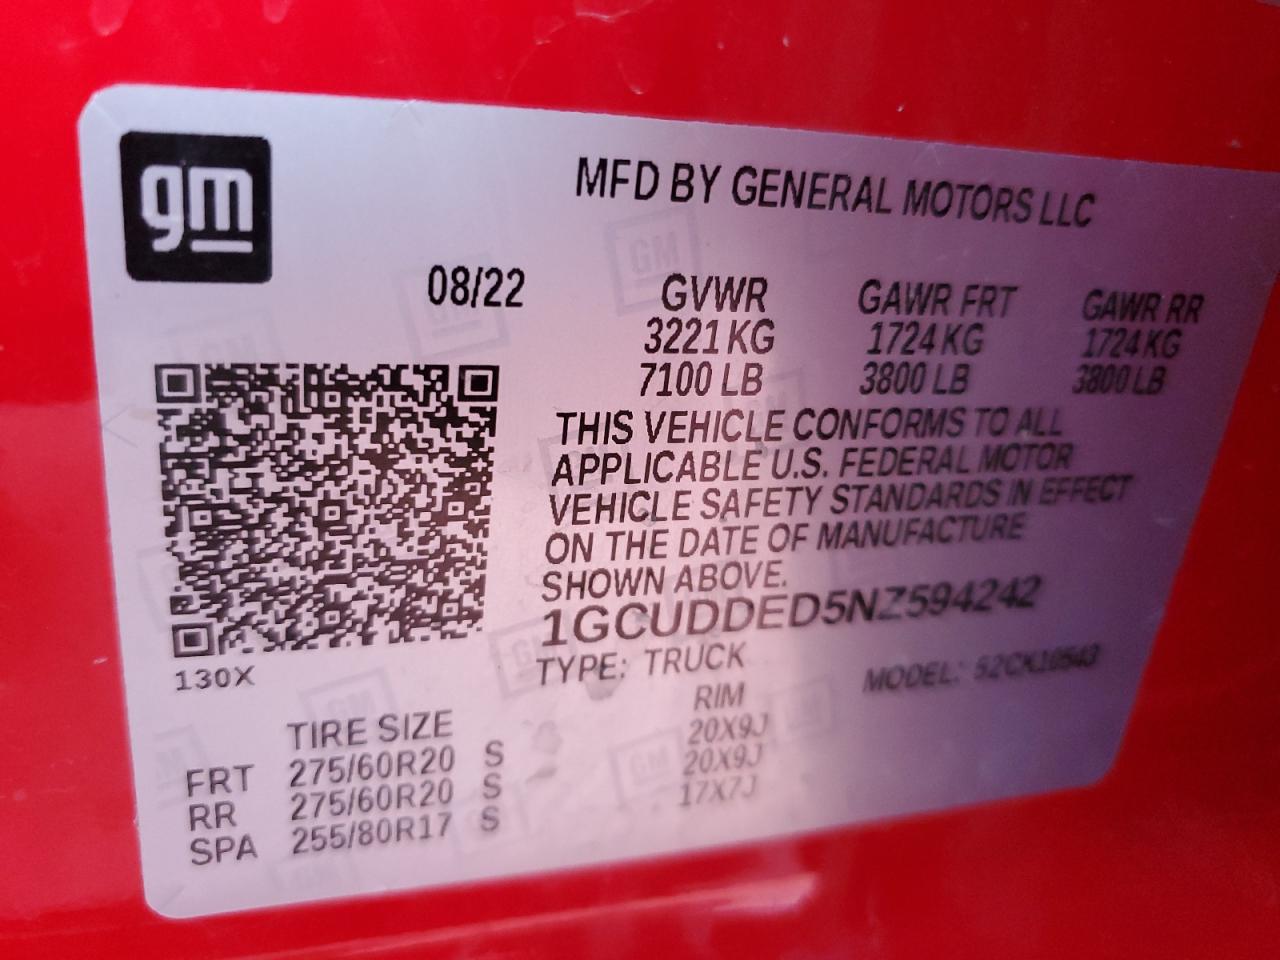 gm
MFD BY GENERAL MOTORS LLC
08/22
GVWR GAWR FRT GAWR RR
3221 KG 1724 KG 1724 KG
7100 LB 3800 LB 3800 LB
THIS VEHICLE CONFORMS TO ALL
APPLICABLE U.S. FEDERAL MOTOR
VEHICLE SAFETY STANDARDS IN EFFECT
ON THE DATE OF MANUFACTURE
SHOWN ABOVE.
1GCUDDED5NZ594242
TYPE: TRUCK MODEL: 52CK10543
130X
TIRE SIZE RIM
FRT 275/60R20 S 20X9J
RR 275/60R20 S 20X9J
SPA 255/80R17 S 17X7J